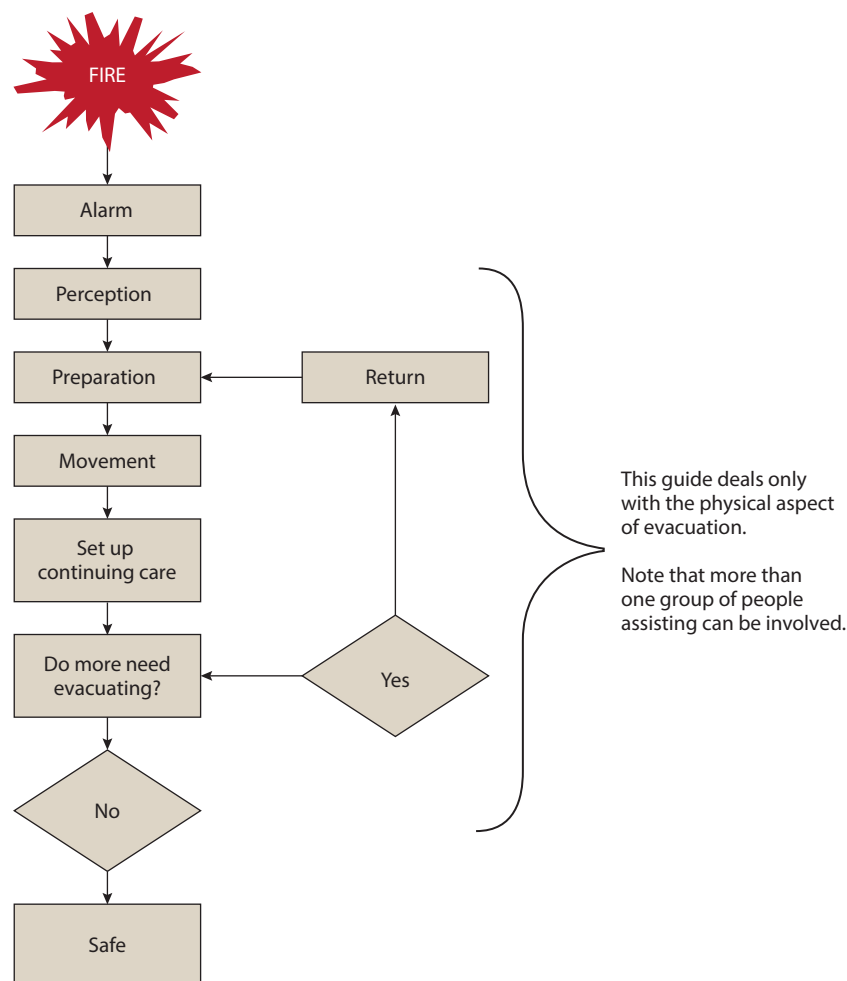 FIRE
Alarm
Perception
Preparation
Return
Movement
Set up
continuing care
Do more need
evacuating?
Yes
No
Safe
This guide deals only
with the physical aspect
of evacuation.
Note that more than
one group of people
assisting can be involved.